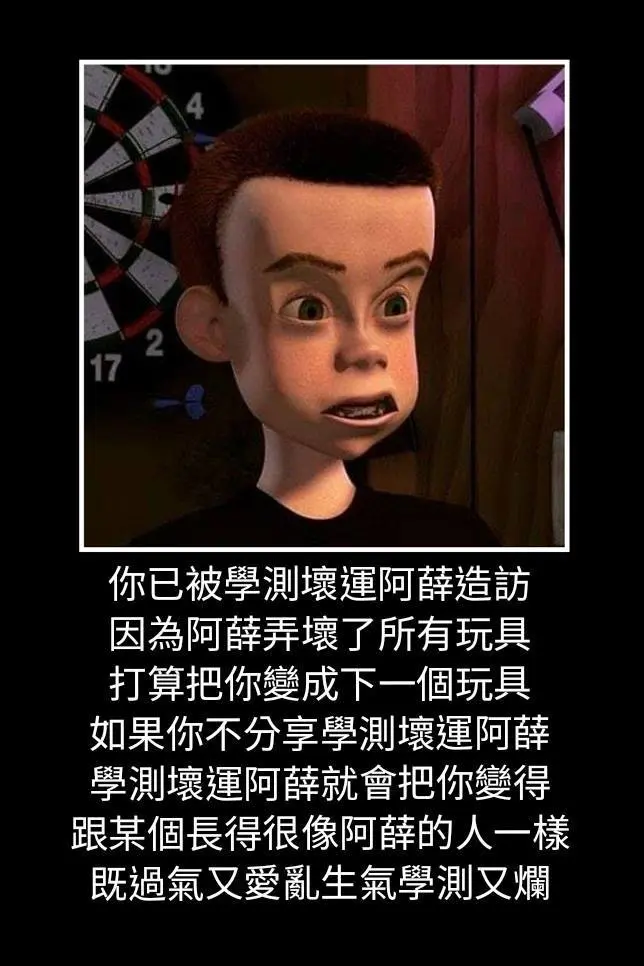 4
2
17
你已被學測壞運阿薛造訪
因為阿薛弄壞了所有玩具
打算把你變成下一個玩具
如果你不分享學測壞運阿薛
學測壞運阿薛就會把你變得
跟某個長得很像阿薛的人一樣
既過氣又愛亂生氣學測又爛